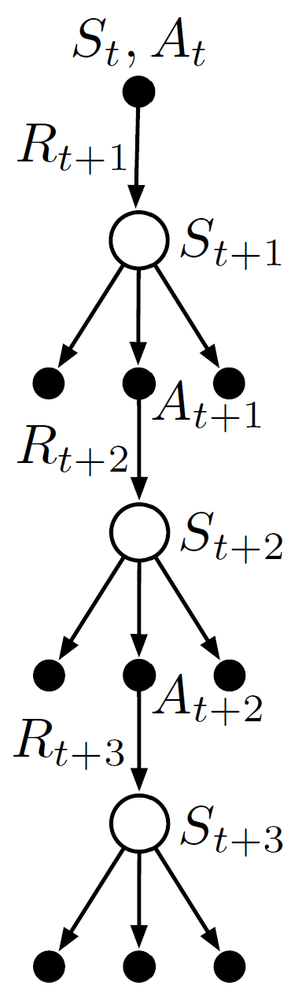 S_t, A_t
R_{t+1}
S_{t+1}
A_{t+1}
R_{t+2}
S_{t+2}
A_{t+2}
R_{t+3}
S_{t+3}